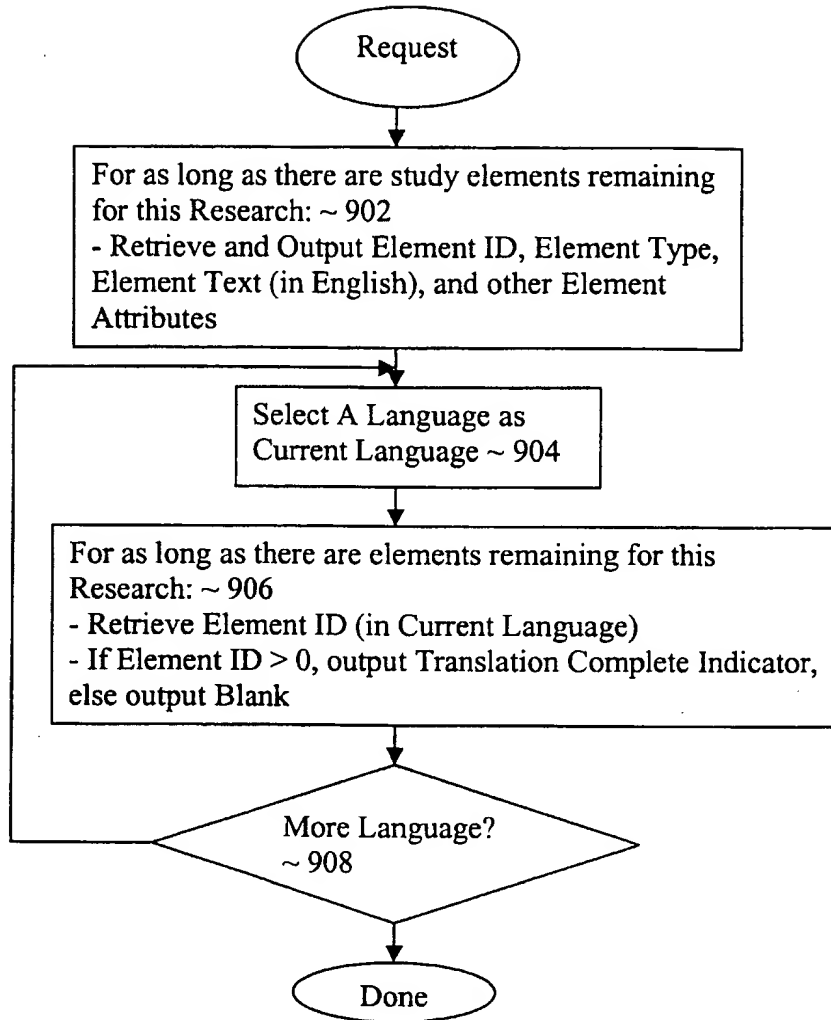 Request
For as long as there are study elements remaining
for this Research: ~ 902
- Retrieve and Output Element ID, Element Type,
Element Text (in English), and other Element
Attributes
Select A Language as
Current Language ~ 904
For as long as there are elements remaining for this
Research: ~ 906
- Retrieve Element ID (in Current Language)
- If Element ID > 0, output Translation Complete Indicator,
else output Blank
More Language?
~ 908
Done